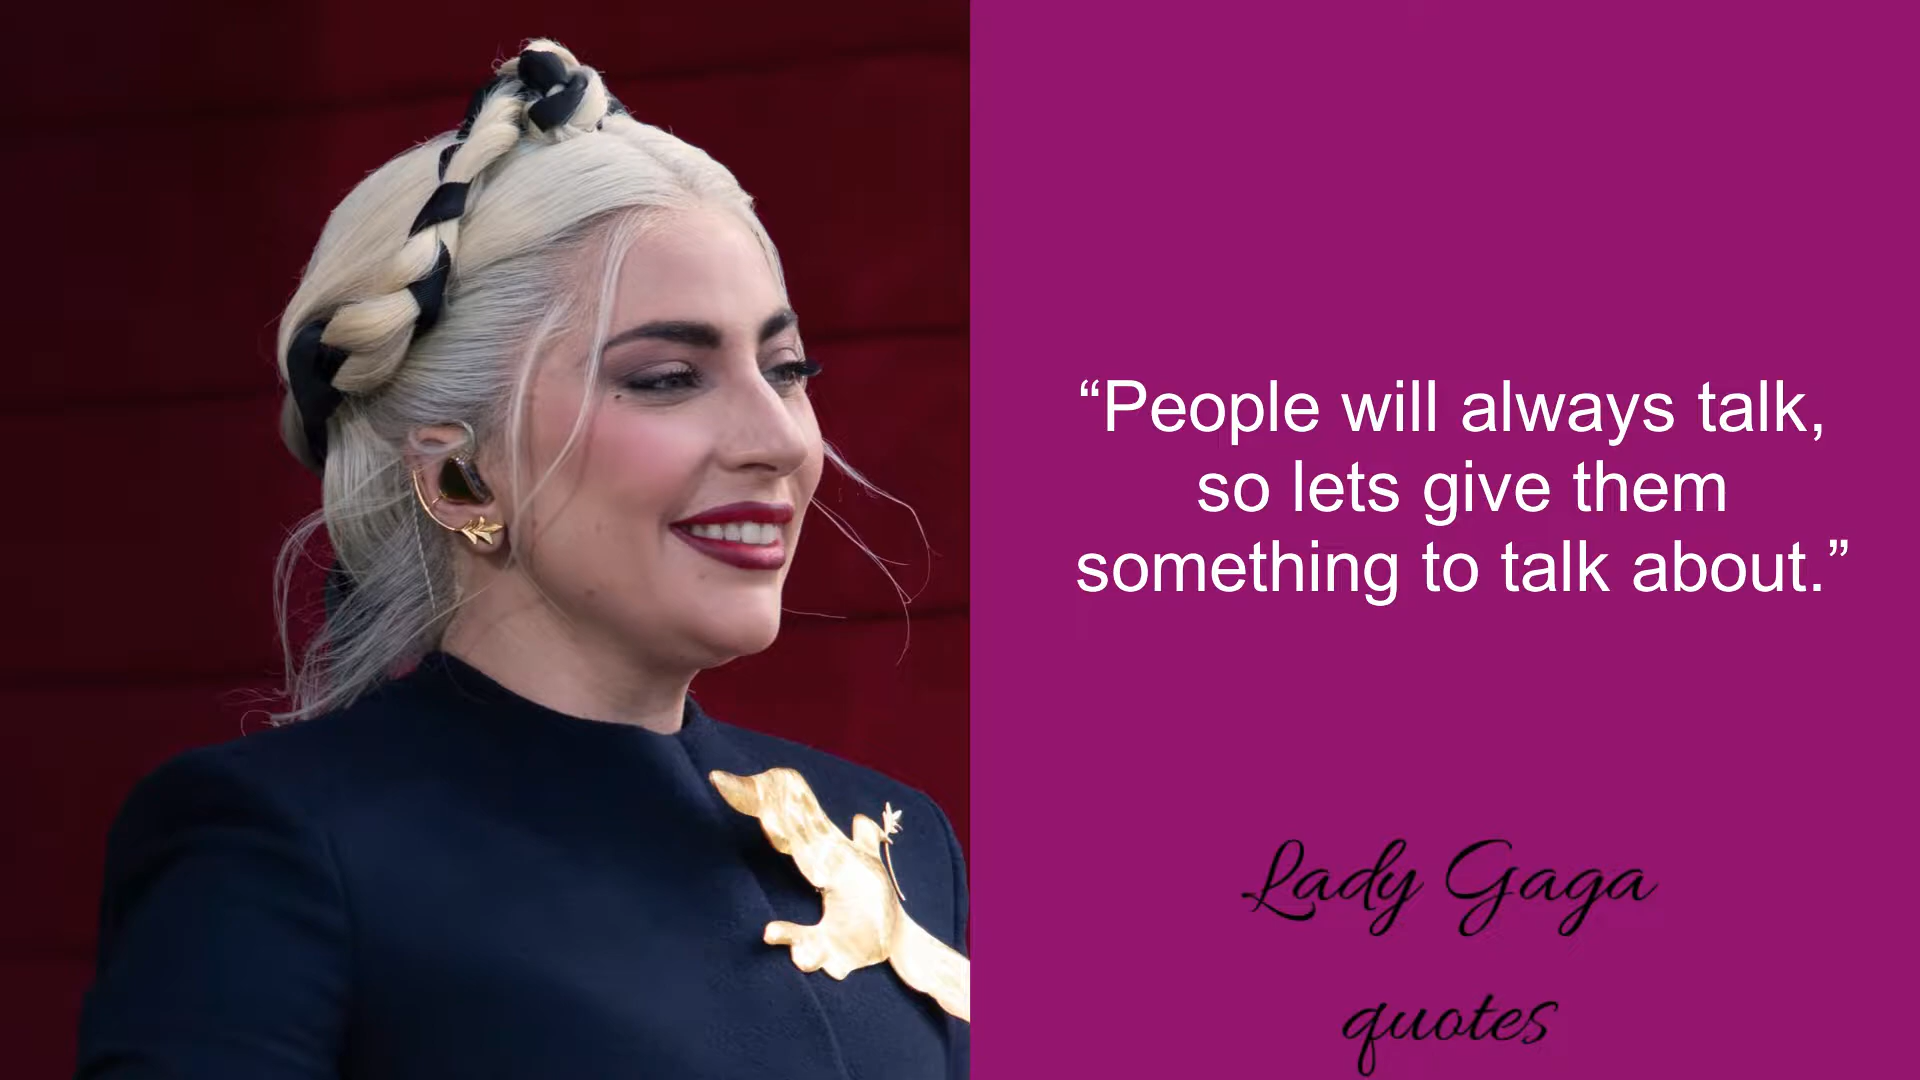 “People will always talk,
so lets give them
something to talk about.”
Lady Gaga
quotes